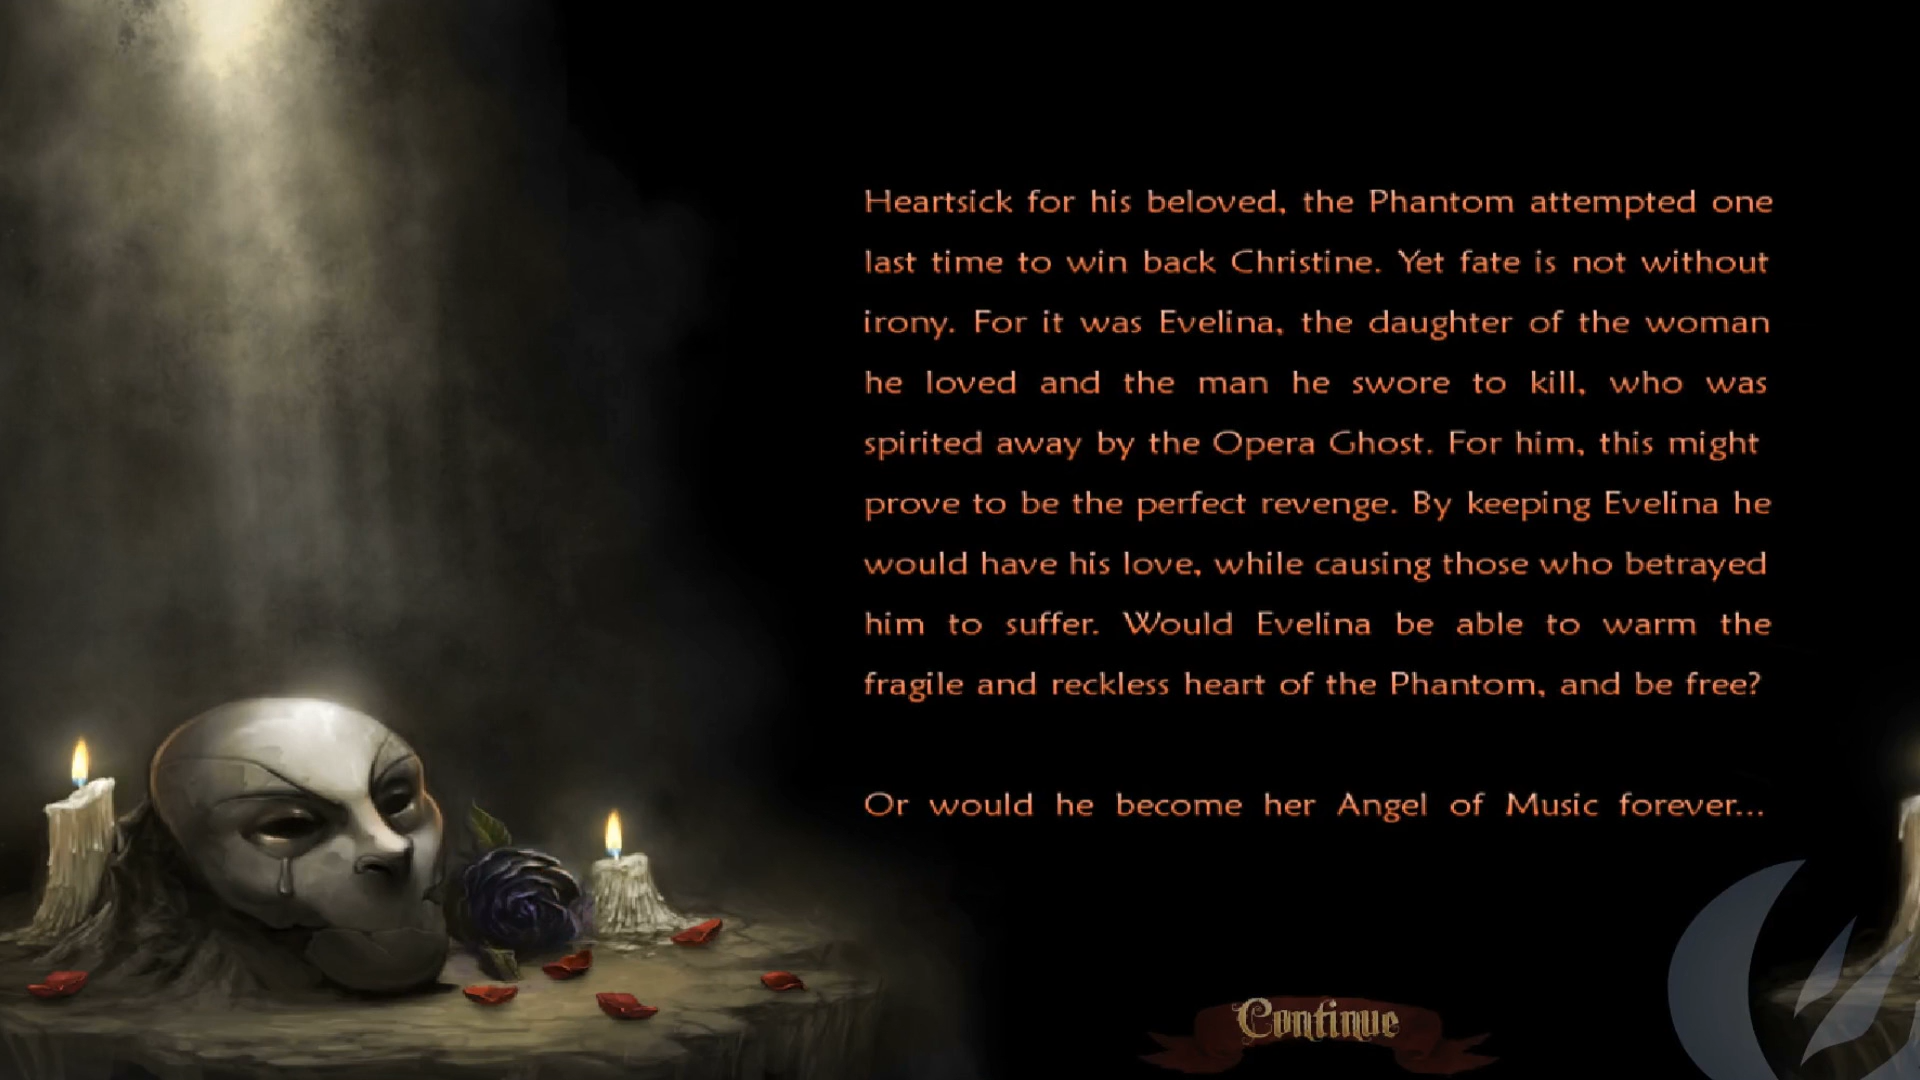 Heartsick for his beloved, the Phantom attempted one
last time to win back Christine. Yet fate is not without
irony. For it was Evelina, the daughter of the woman
he loved and the man he swore to kill, who was
spirited away by the Opera Ghost. For him, this might
prove to be the perfect revenge. By keeping Evelina he
would have his love, while causing those who betrayed
him to suffer. Would Evelina be able to warm the
fragile and reckless heart of the Phantom, and be free?
Or would he become her Angel of Music forever...
Continue